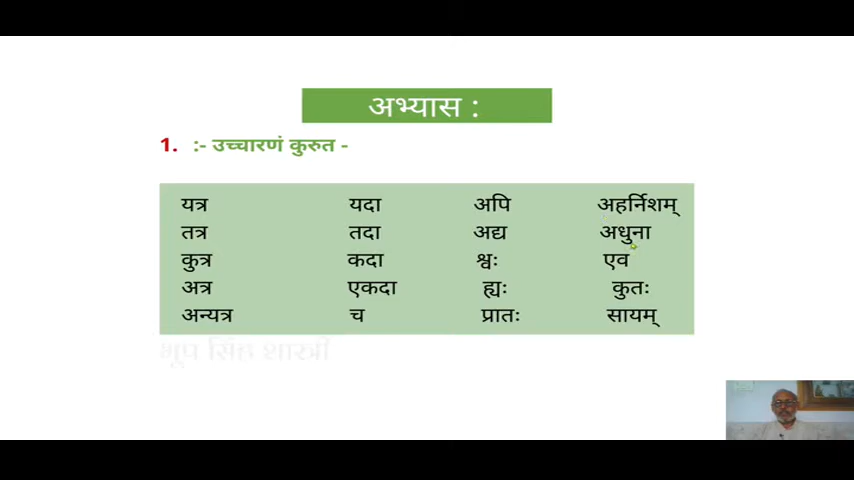 अभ्यास :
1. :- उच्चारणं कुरुत -
यत्र यदा अपि अहर्निशम्
तत्र तदा अद्य अधुना
कुत्र कदा श्वः एव
अत्र एकदा ह्यः कुतः
अन्यत्र च प्रातः सायम्
भूप सिंह शास्त्री